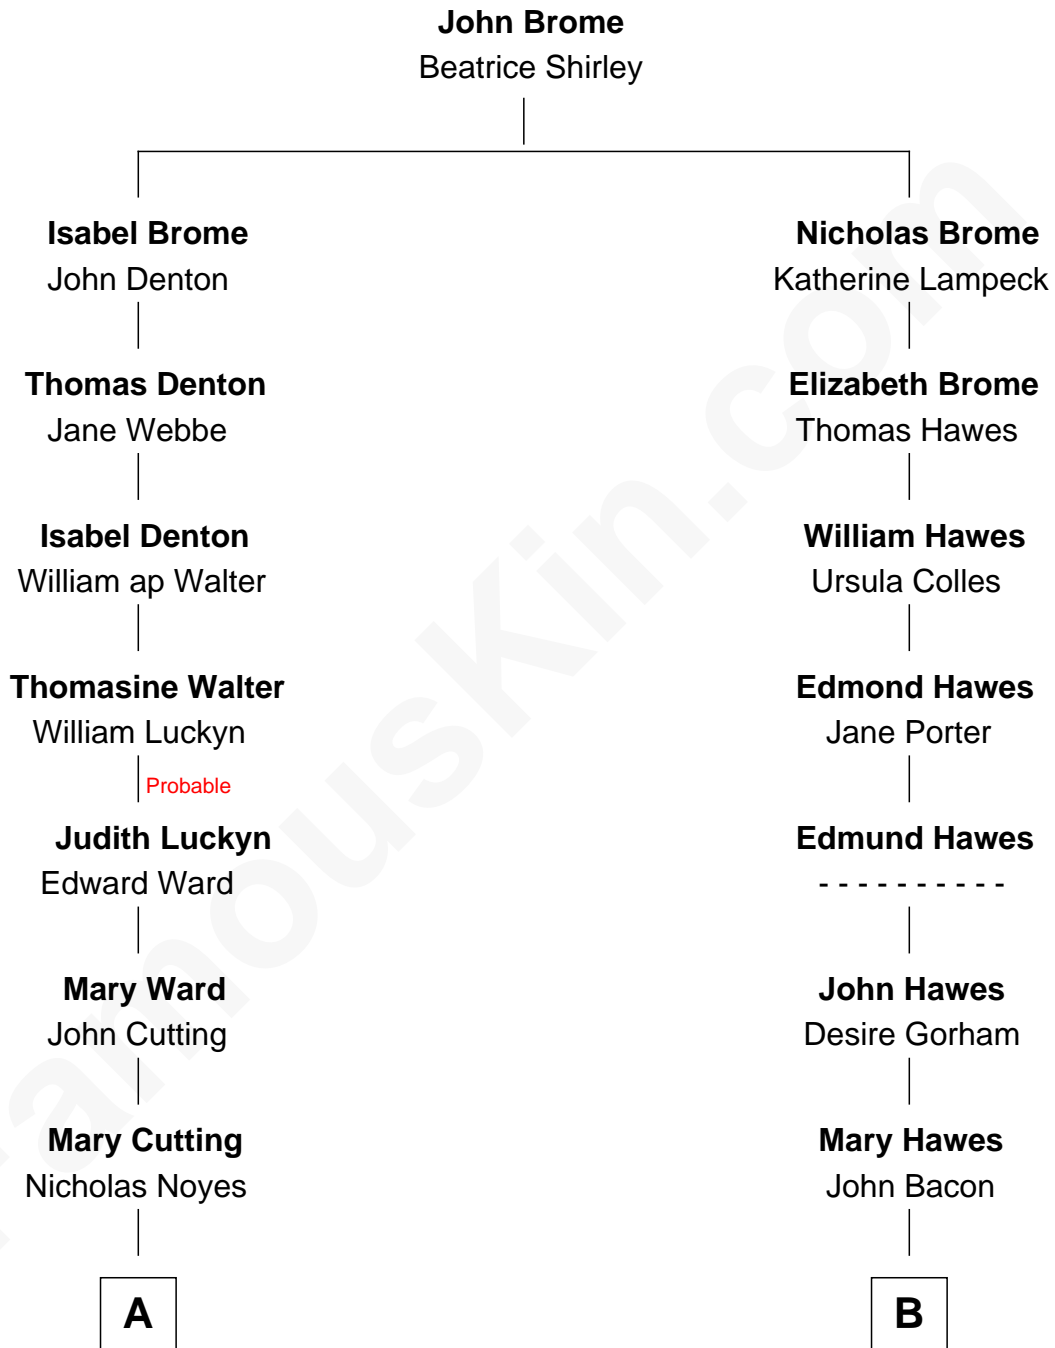 John Brome
Beatrice Shirley
Isabel Brome
John Denton
Nicholas Brome
Katherine Lampeck
Thomas Denton
Jane Webbe
Elizabeth Brome
Thomas Hawes
Isabel Denton
William ap Walter
William Hawes
Ursula Colles
Thomasine Walter
William Luckyn
Edmond Hawes
Jane Porter
Probable
Judith Luckyn
Edward Ward
Edmund Hawes
- - - - - - - - - -
Mary Ward
John Cutting
John Hawes
Desire Gorham
Mary Cutting
Nicholas Noyes
Mary Hawes
John Bacon
A
B
FamousKin.com